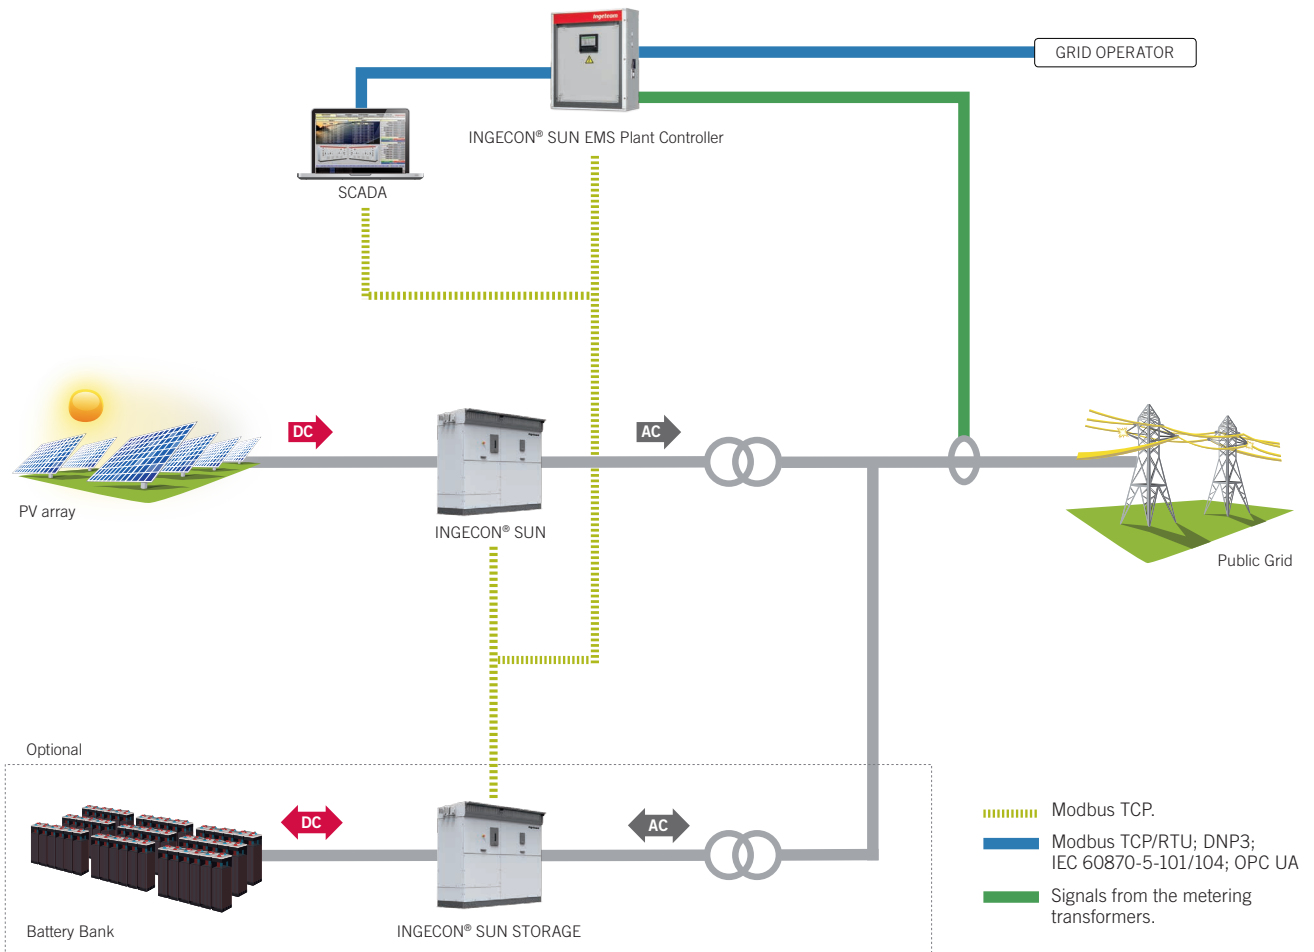 Ingeteam
GRID OPERATOR
INGECON® SUN EMS Plant Controller
SCADA
DC
AC
PV array
INGECON® SUN
Public Grid
Optional
DC
AC
Battery Bank
INGECON® SUN STORAGE
Modbus TCP.
Modbus TCP/RTU; DNP3;
IEC 60870-5-101/104; OPC UA
Signals from the metering
transformers.